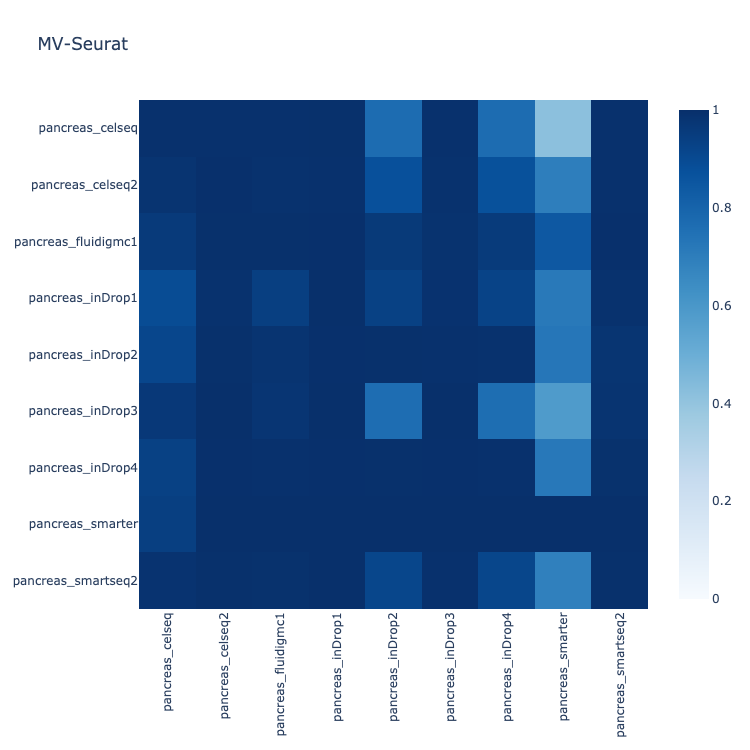 MV-Seurat
pancreas_celseq
pancreas_celseq2
pancreas_fluidigmc1
pancreas_inDrop1
pancreas_inDrop2
pancreas_inDrop3
pancreas_inDrop4
pancreas_smarter
pancreas_smartseq2
pancreas_celseq
pancreas_celseq2
pancreas_fluidigmc1
pancreas_inDrop1
pancreas_inDrop2
pancreas_inDrop3
pancreas_inDrop4
pancreas_smarter
pancreas_smartseq2
1
0.8
0.6
0.4
0.2
0